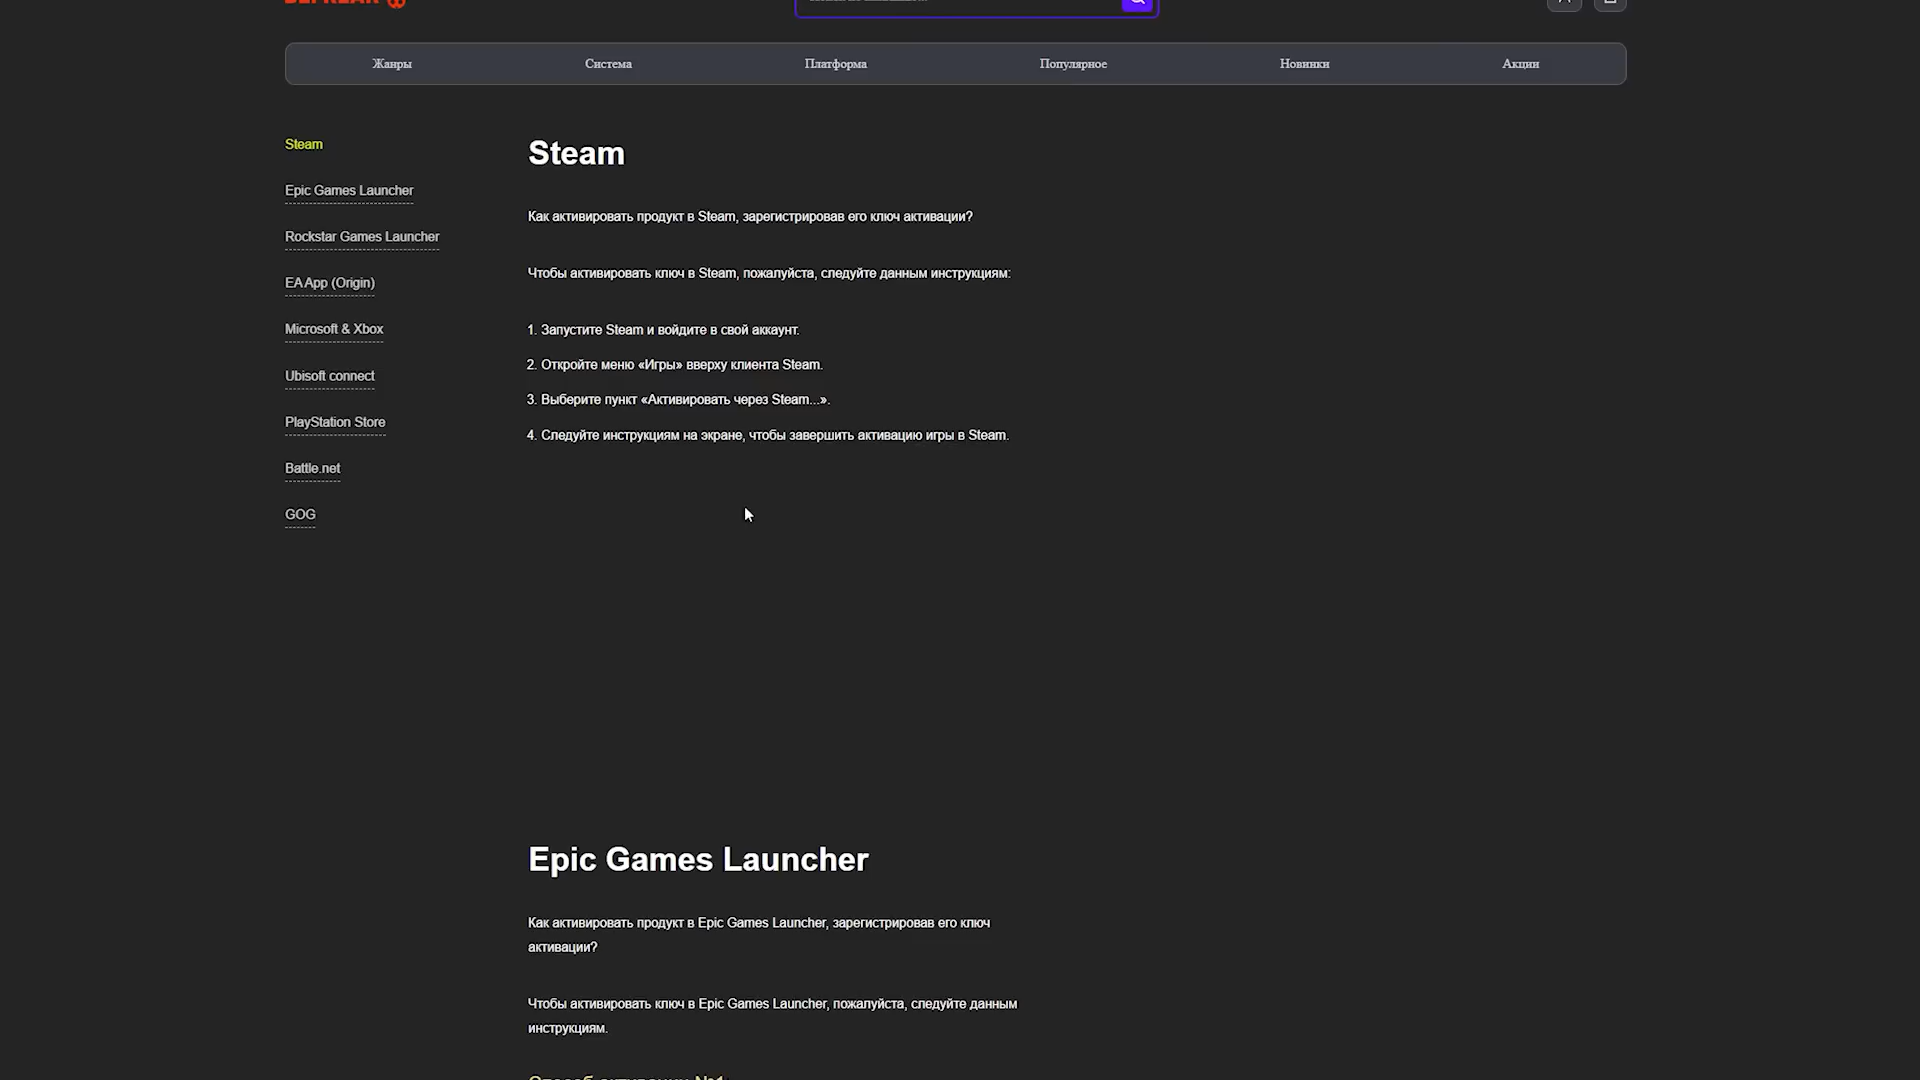 Жанры
Система
Платформа
Популярное
Новинки
Акции
Steam
Epic Games Launcher
Rockstar Games Launcher
EA App (Origin)
Microsoft & Xbox
Ubisoft connect
PlayStation Store
Battle.net
GOG
Steam
Как активировать продукт в Steam, зарегистрировав его ключ активации?
Чтобы активировать ключ в Steam, пожалуйста, следуйте данным инструкциям:
1. Запустите Steam и войдите в свой аккаунт.
2. Откройте меню «Игры» вверху клиента Steam.
3. Выберите пункт «Активировать через Steam...».
4. Следуйте инструкциям на экране, чтобы завершить активацию игры в Steam.
Epic Games Launcher
Как активировать продукт в Epic Games Launcher, зарегистрировав его ключ
активации?
Чтобы активировать ключ в Epic Games Launcher, пожалуйста, следуйте данным
инструкциям.
Способ активации №1